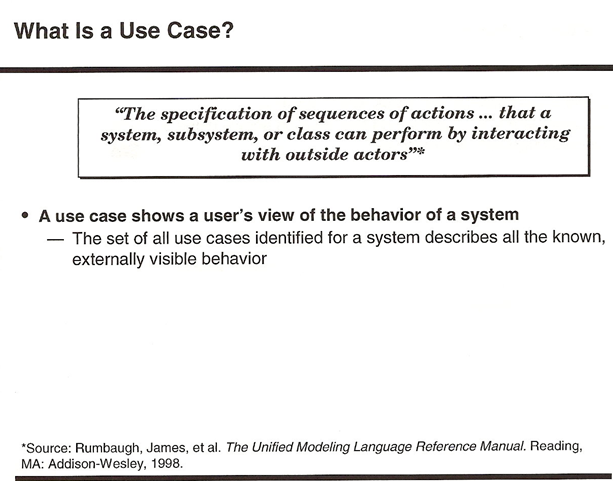 What Is a Use Case?
“The specification of sequences of actions ... that a
system, subsystem, or class can perform by interacting
with outside actors”*
• A use case shows a user’s view of the behavior of a system
— The set of all use cases identified for a system describes all the known,
externally visible behavior
*Source: Rumbaugh, James, et al. The Unified Modeling Language Reference Manual. Reading,
MA: Addison-Wesley, 1998.